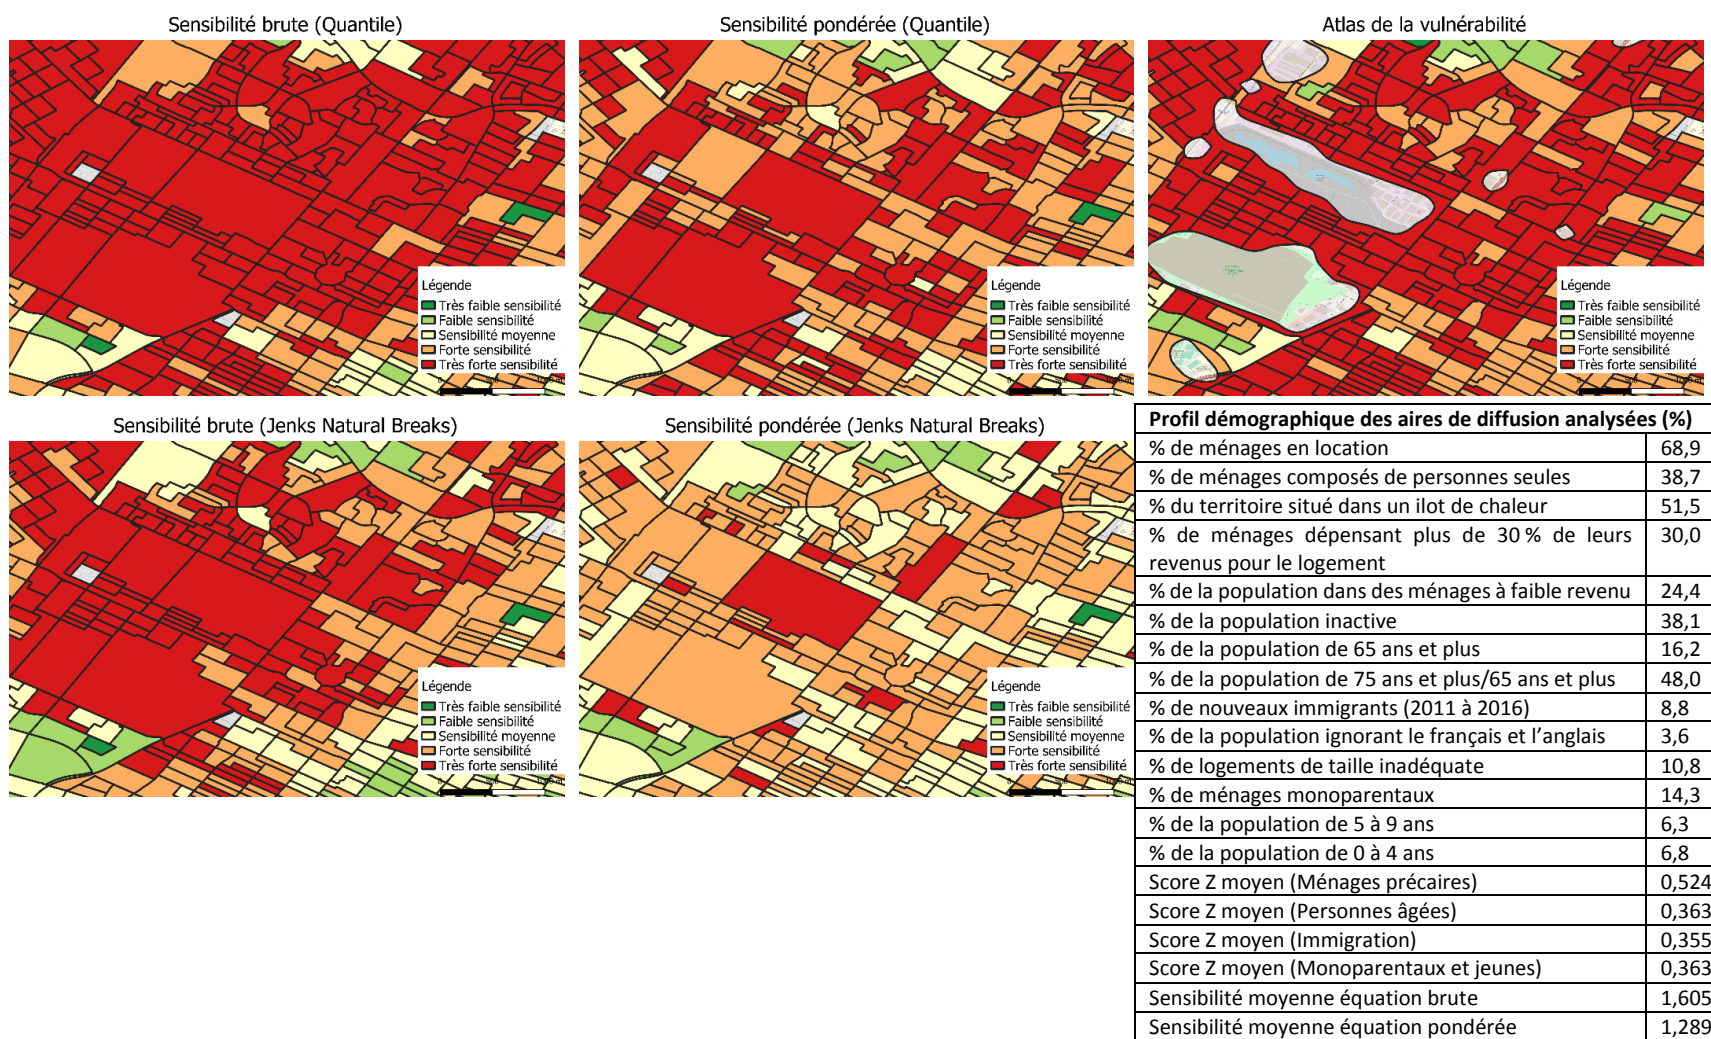 Sensibilité brute (Quantile)
Sensibilité pondérée (Quantile)
Atlas de la vulnérabilité
Légende
Très faible sensibilité
Faible sensibilité
Sensibilité moyenne
Forte sensibilité
Très forte sensibilité
Légende
Très faible sensibilité
Faible sensibilité
Sensibilité moyenne
Forte sensibilité
Très forte sensibilité
Légende
Très faible sensibilité
Faible sensibilité
Sensibilité moyenne
Forte sensibilité
Très forte sensibilité
Sensibilité brute (Jenks Natural Breaks)
Sensibilité pondérée (Jenks Natural Breaks)
Légende
Très faible sensibilité
Faible sensibilité
Sensibilité moyenne
Forte sensibilité
Très forte sensibilité
Légende
Très faible sensibilité
Faible sensibilité
Sensibilité moyenne
Forte sensibilité
Très forte sensibilité
Profil démographique des aires de diffusion analysées (%)
% de ménages en location 68,9
% de ménages composés de personnes seules 38,7
% du territoire situé dans un ilot de chaleur 51,5
% de ménages dépensant plus de 30 % de leurs 30,0
revenus pour le logement
% de la population dans des ménages à faible revenu 24,4
% de la population inactive 38,1
% de la population de 65 ans et plus 16,2
% de la population de 75 ans et plus/65 ans et plus 48,0
% de nouveaux immigrants (2011 à 2016) 8,8
% de la population ignorant le français et l’anglais 3,6
% de logements de taille inadéquate 10,8
% de ménages monoparentaux 14,3
% de la population de 5 à 9 ans 6,3
% de la population de 0 à 4 ans 6,8
Score Z moyen (Ménages précaires) 0,524
Score Z moyen (Personnes âgées) 0,363
Score Z moyen (Immigration) 0,355
Score Z moyen (Monoparentaux et jeunes) 0,363
Sensibilité moyenne équation brute 1,605
Sensibilité moyenne équation pondérée 1,289